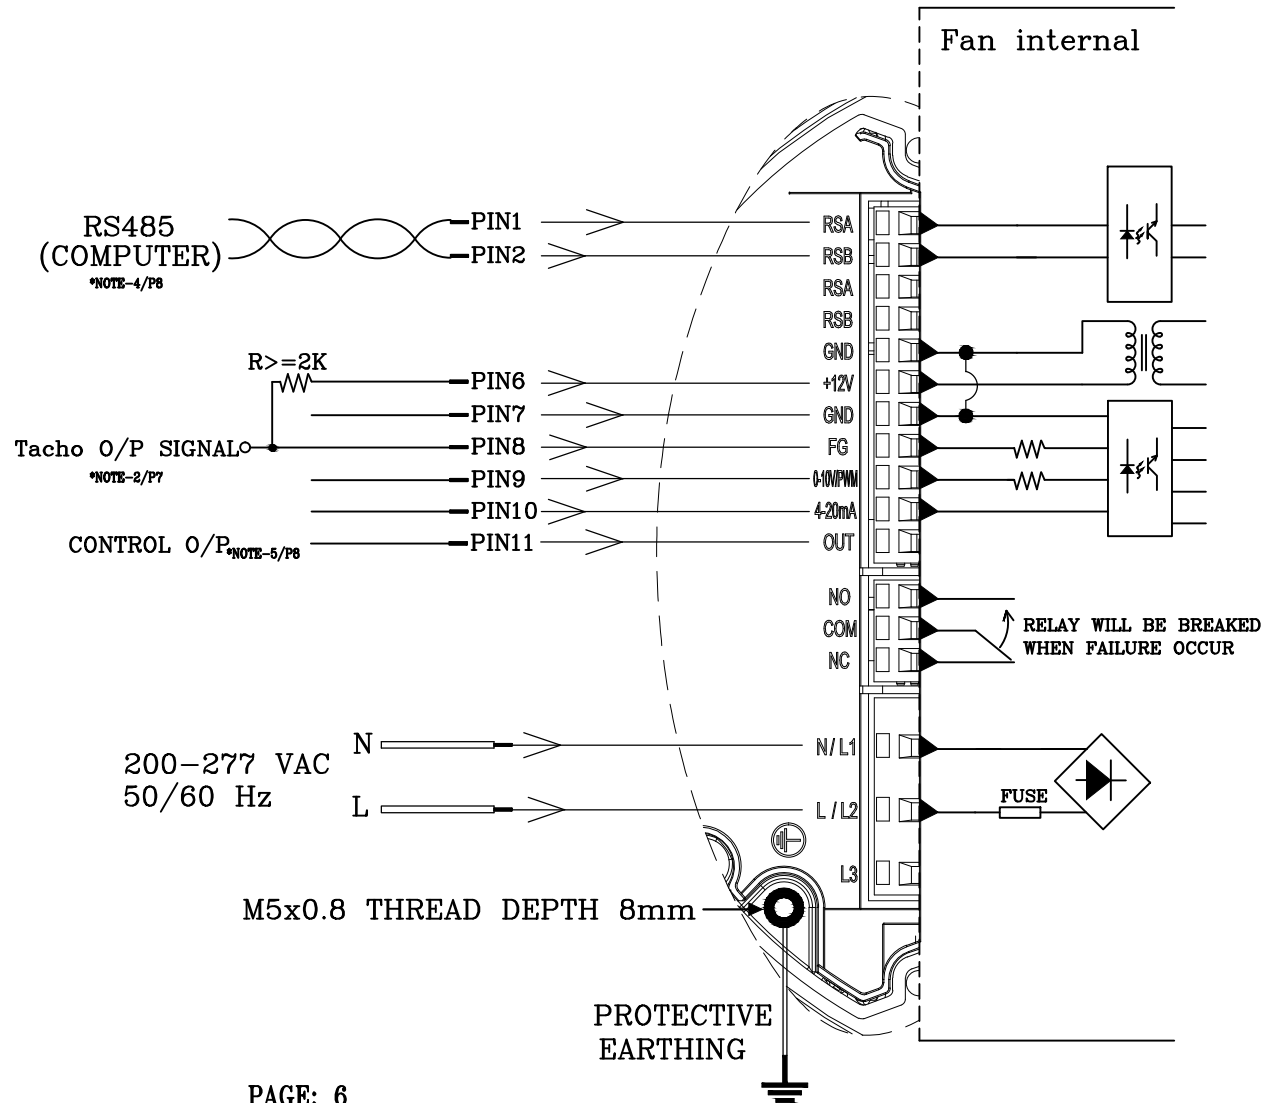 Fan internal
RS485
(COMPUTER)
*NOTE-4/P8
PIN1
PIN2
RSA
RSB
RSA
RSB
GND
+12V
GND
FG
0-10V/PWM
4-20mA
OUT
R>=2K
PIN6
PIN7
Tacho O/P SIGNAL
PIN8
*NOTE-2/P7
PIN9
PIN10
CONTROL O/P *NOTE-5/P8
PIN11
NO
COM
NC
RELAY WILL BE BREAKED
WHEN FAILURE OCCUR
200-277 VAC
50/60 Hz
N
L
N/L1
L/L2
L3
FUSE
M5x0.8 THREAD DEPTH 8mm
PROTECTIVE
EARTHING
PAGE: 6